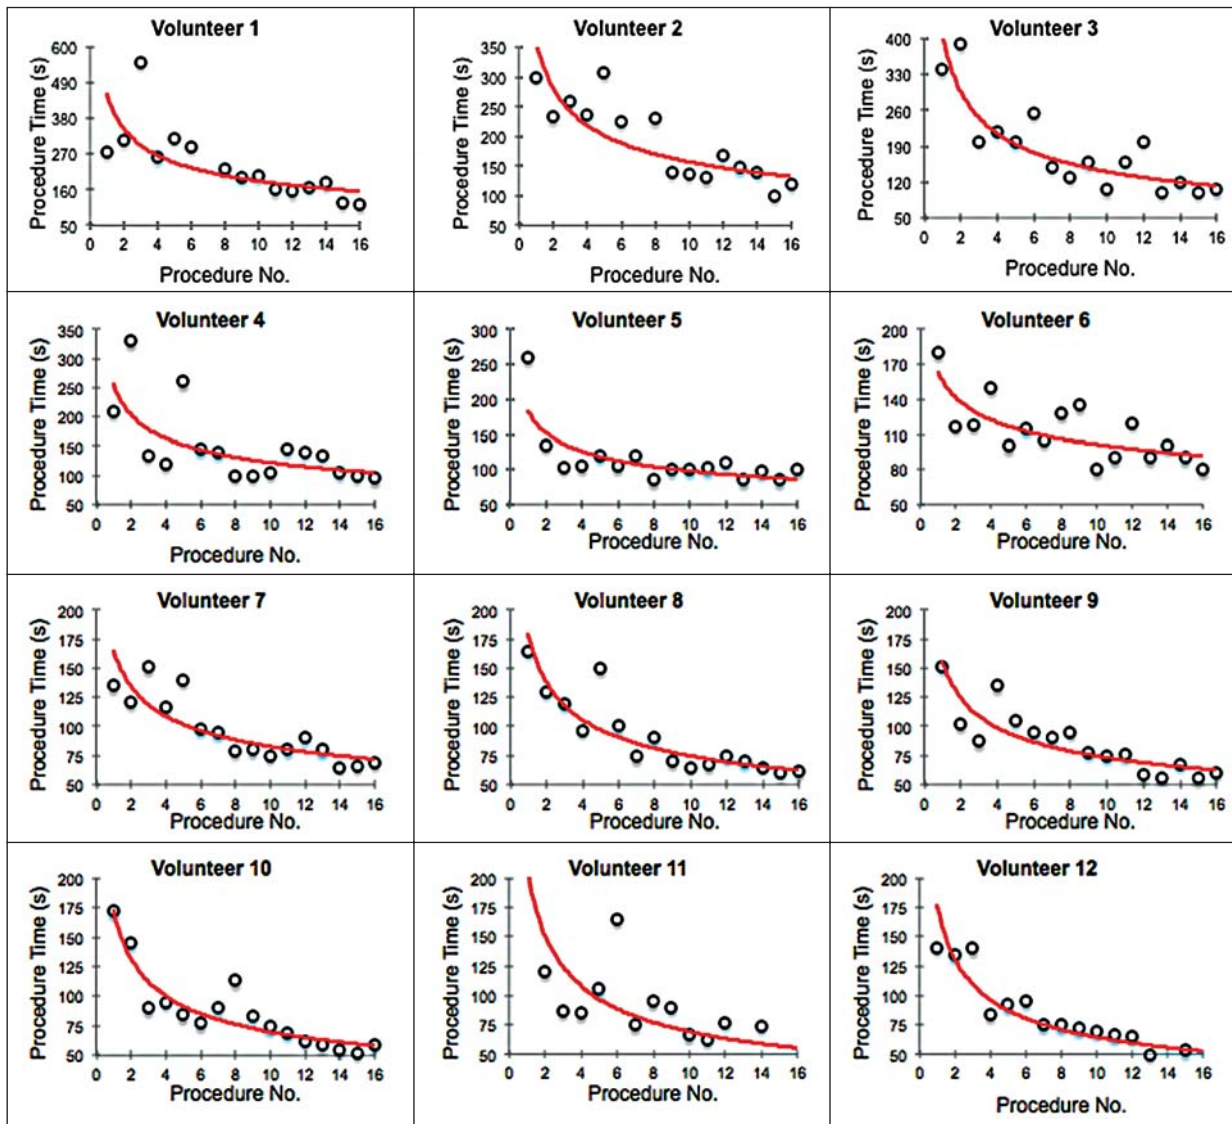 Volunteer 1
Procedure Time (s)
600
490
380
270
160
50
0 2 4 6 8 10 12 14 16
Procedure No.
Volunteer 2
Procedure Time (s)
350
300
250
200
150
100
50
0 2 4 6 8 10 12 14 16
Procedure No.
Volunteer 3
Procedure Time (s)
400
330
260
190
120
50
0 2 4 6 8 10 12 14 16
Procedure No.
Volunteer 4
Procedure Time (s)
350
300
250
200
150
100
50
0 2 4 6 8 10 12 14 16
Procedure No.
Volunteer 5
Procedure Time (s)
300
250
200
150
100
50
0 2 4 6 8 10 12 14 16
Procedure No.
Volunteer 6
Procedure Time (s)
200
170
140
110
80
50
0 2 4 6 8 10 12 14 16
Procedure No.
Volunteer 7
Procedure Time (s)
200
175
150
125
100
75
50
0 2 4 6 8 10 12 14 16
Procedure No.
Volunteer 8
Procedure Time (s)
200
175
150
125
100
75
50
0 2 4 6 8 10 12 14 16
Procedure No.
Volunteer 9
Procedure Time (s)
200
175
150
125
100
75
50
0 2 4 6 8 10 12 14 16
Procedure No.
Volunteer 10
Procedure Time (s)
200
175
150
125
100
75
50
0 2 4 6 8 10 12 14 16
Procedure No.
Volunteer 11
Procedure Time (s)
200
175
150
125
100
75
50
0 2 4 6 8 10 12 14 16
Procedure No.
Volunteer 12
Procedure Time (s)
200
175
150
125
100
75
50
0 2 4 6 8 10 12 14 16
Procedure No.